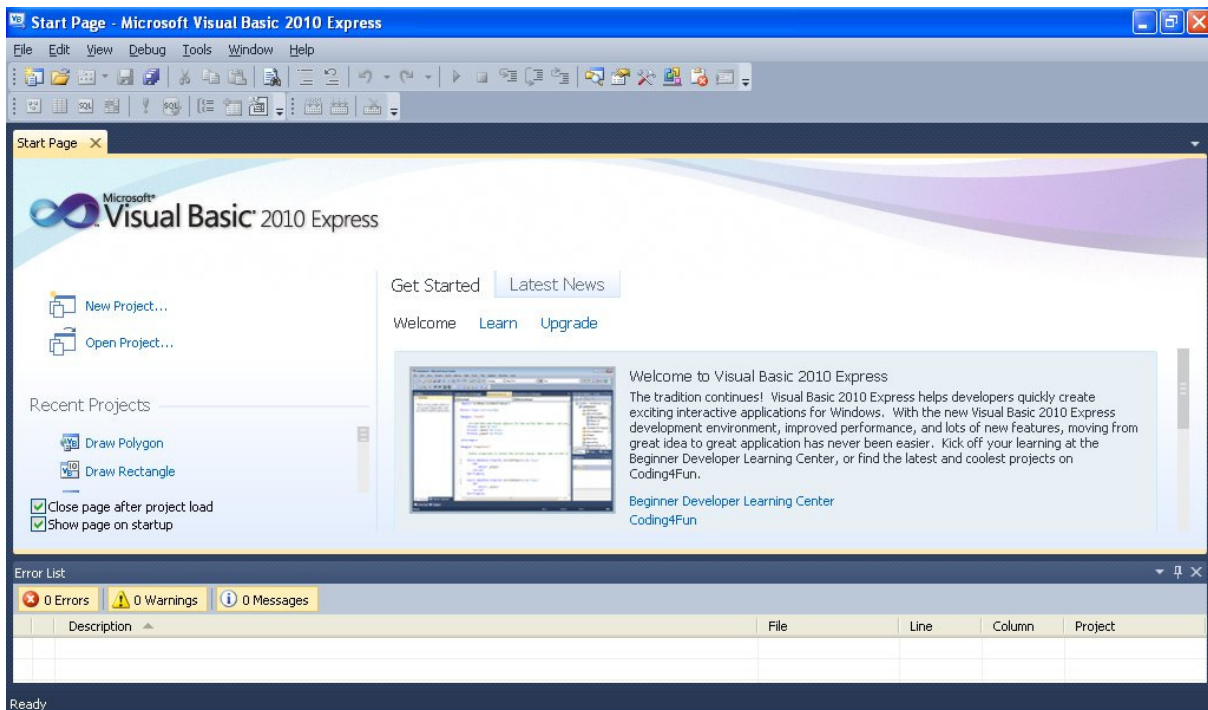 Start Page - Microsoft Visual Basic 2010 Express
File Edit View Debug Tools Window Help
Start Page
Microsoft®
Visual Basic® 2010 Express
New Project...
Open Project...
Recent Projects
Draw Polygon
Draw Rectangle
Close page after project load
Show page on startup
Get Started Latest News
Welcome Learn Upgrade
Welcome to Visual Basic 2010 Express
The tradition continues! Visual Basic 2010 Express helps developers quickly create
exciting interactive applications for Windows. With the new Visual Basic 2010 Express
development environment, improved performance, and lots of new features, moving from
great idea to great application has never been easier. Kick off your learning at the
Beginner Developer Learning Center, or find the latest and coolest projects on
Coding4Fun.
Beginner Developer Learning Center
Coding4Fun
Error List
0 Errors 0 Warnings 0 Messages
Description File Line Column Project
Ready